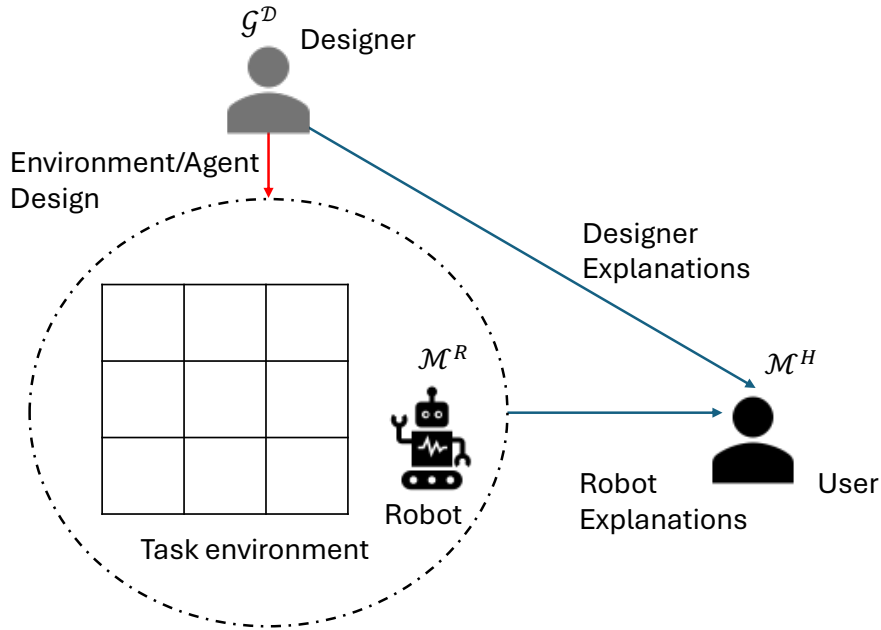 𝒢^𝒟
Designer
Environment/Agent
Design
Designer
Explanations
ℳ^R
ℳ^H
Robot
Robot
Explanations
User
Task environment